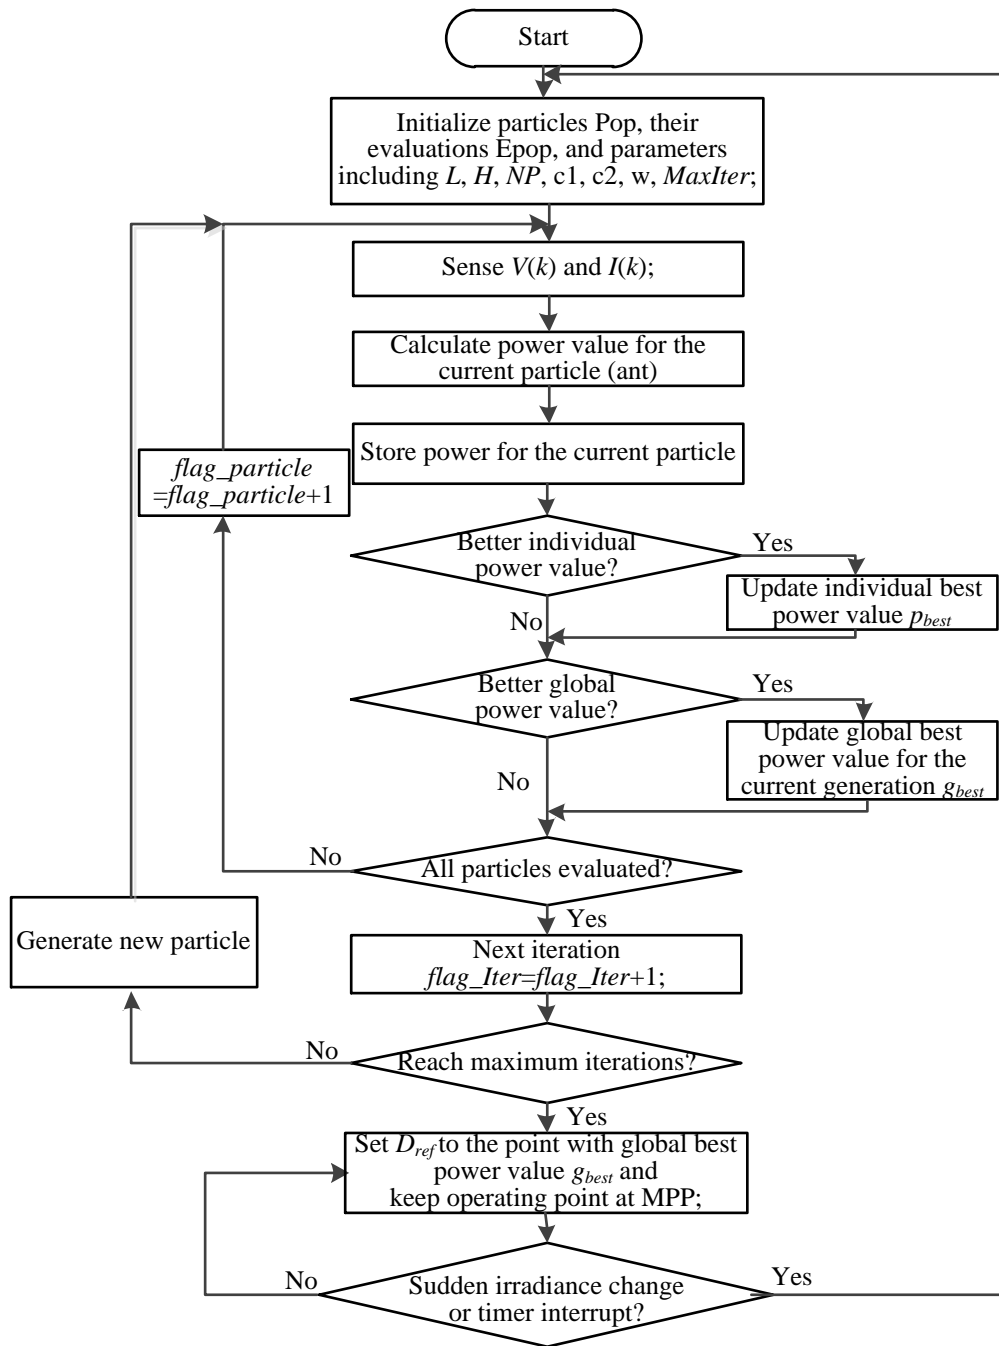 Start
Initialize particles Pop, their
evaluations Epop, and parameters
including L, H, NP, c1, c2, w, MaxIter;
Sense V(k) and I(k);
Calculate power value for the
current particle (ant)
Store power for the current particle
flag_particle
=flag_particle+1
Better individual
power value?
Yes
Update individual best
power value pbest
No
Better global
power value?
Yes
Update global best
power value for the
current generation gbest
No
All particles evaluated?
No
Yes
Generate new particle
Next iteration
flag_Iter=flag_Iter+1;
Reach maximum iterations?
No
Yes
Set Dref to the point with global best
power value gbest and
keep operating point at MPP;
Sudden irradiance change
or timer interrupt?
No
Yes